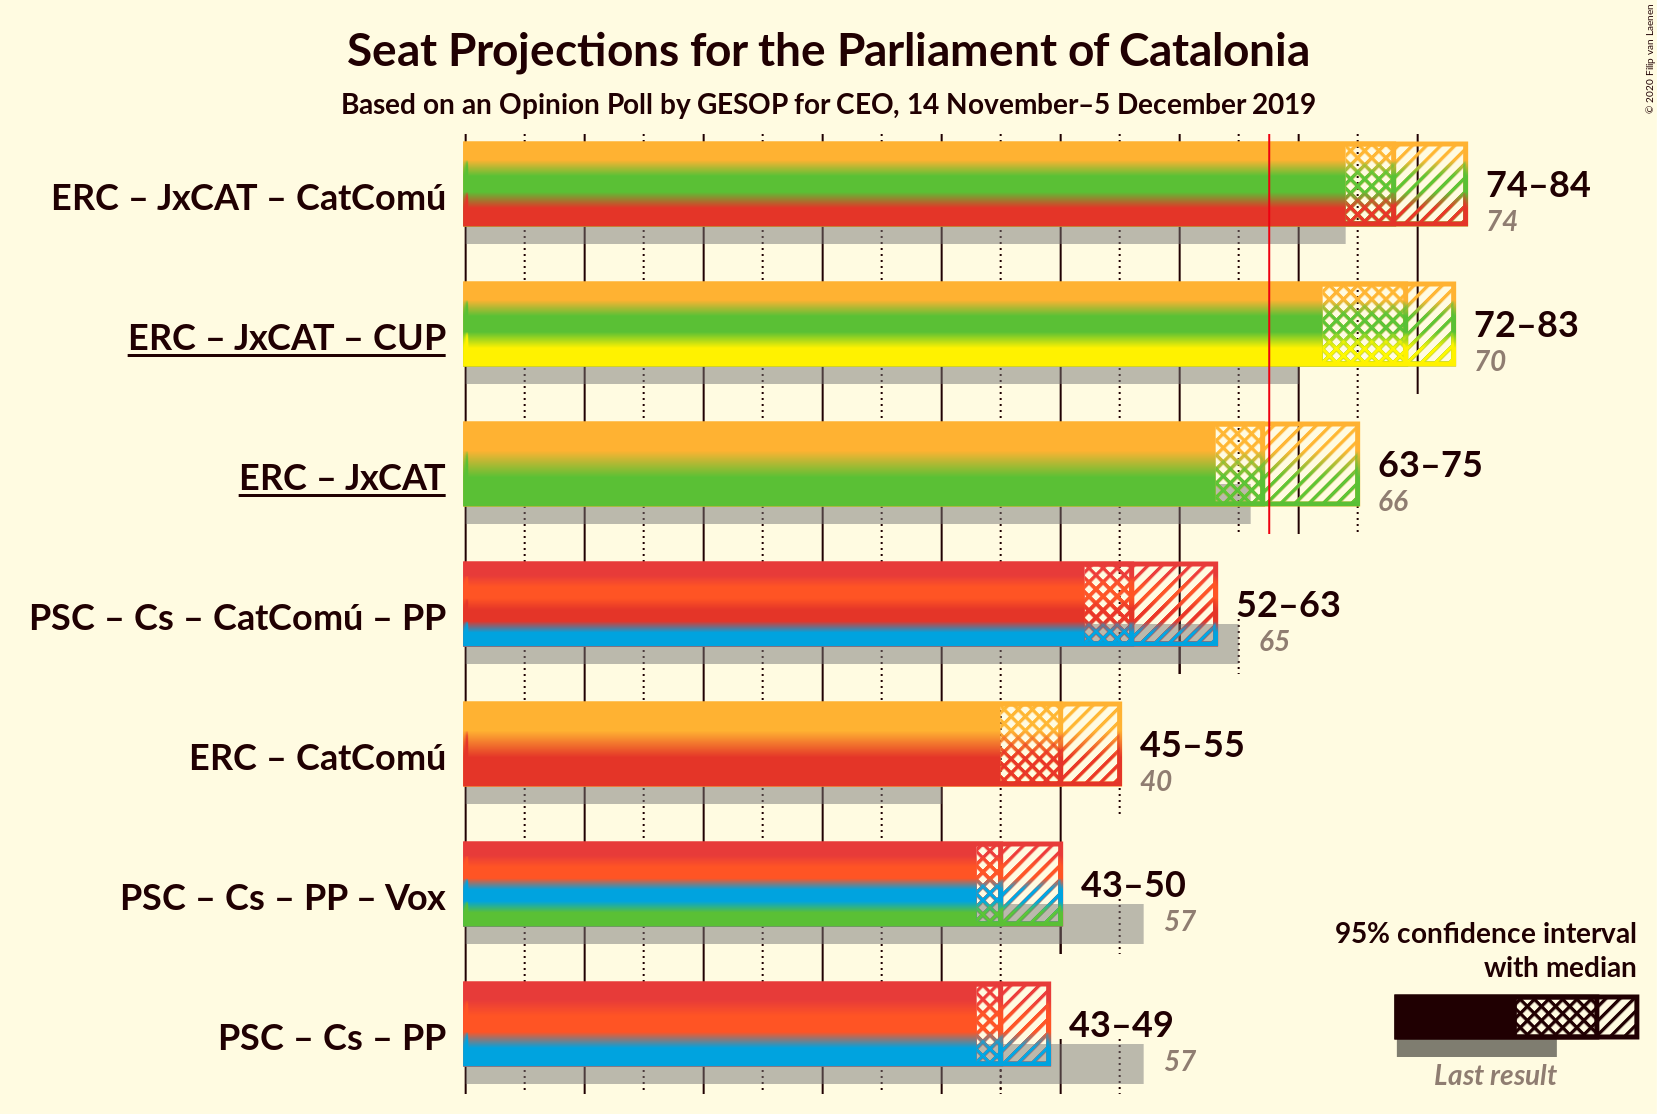 Seat Projections for the Parliament of Catalonia
Based on an Opinion Poll by GESOP for CEO, 14 November–5 December 2019
© 2020 Filip van Laenen
ERC – JxCAT – CatComú
74–84
74
ERC – JxCAT – CUP
72–83
70
ERC – JxCAT
63–75
66
PSC – Cs – CatComú – PP
52–63
65
ERC – CatComú
45–55
40
PSC – Cs – PP – Vox
43–50
57
PSC – Cs – PP
43–49
57
95% confidence interval
with median
Last result